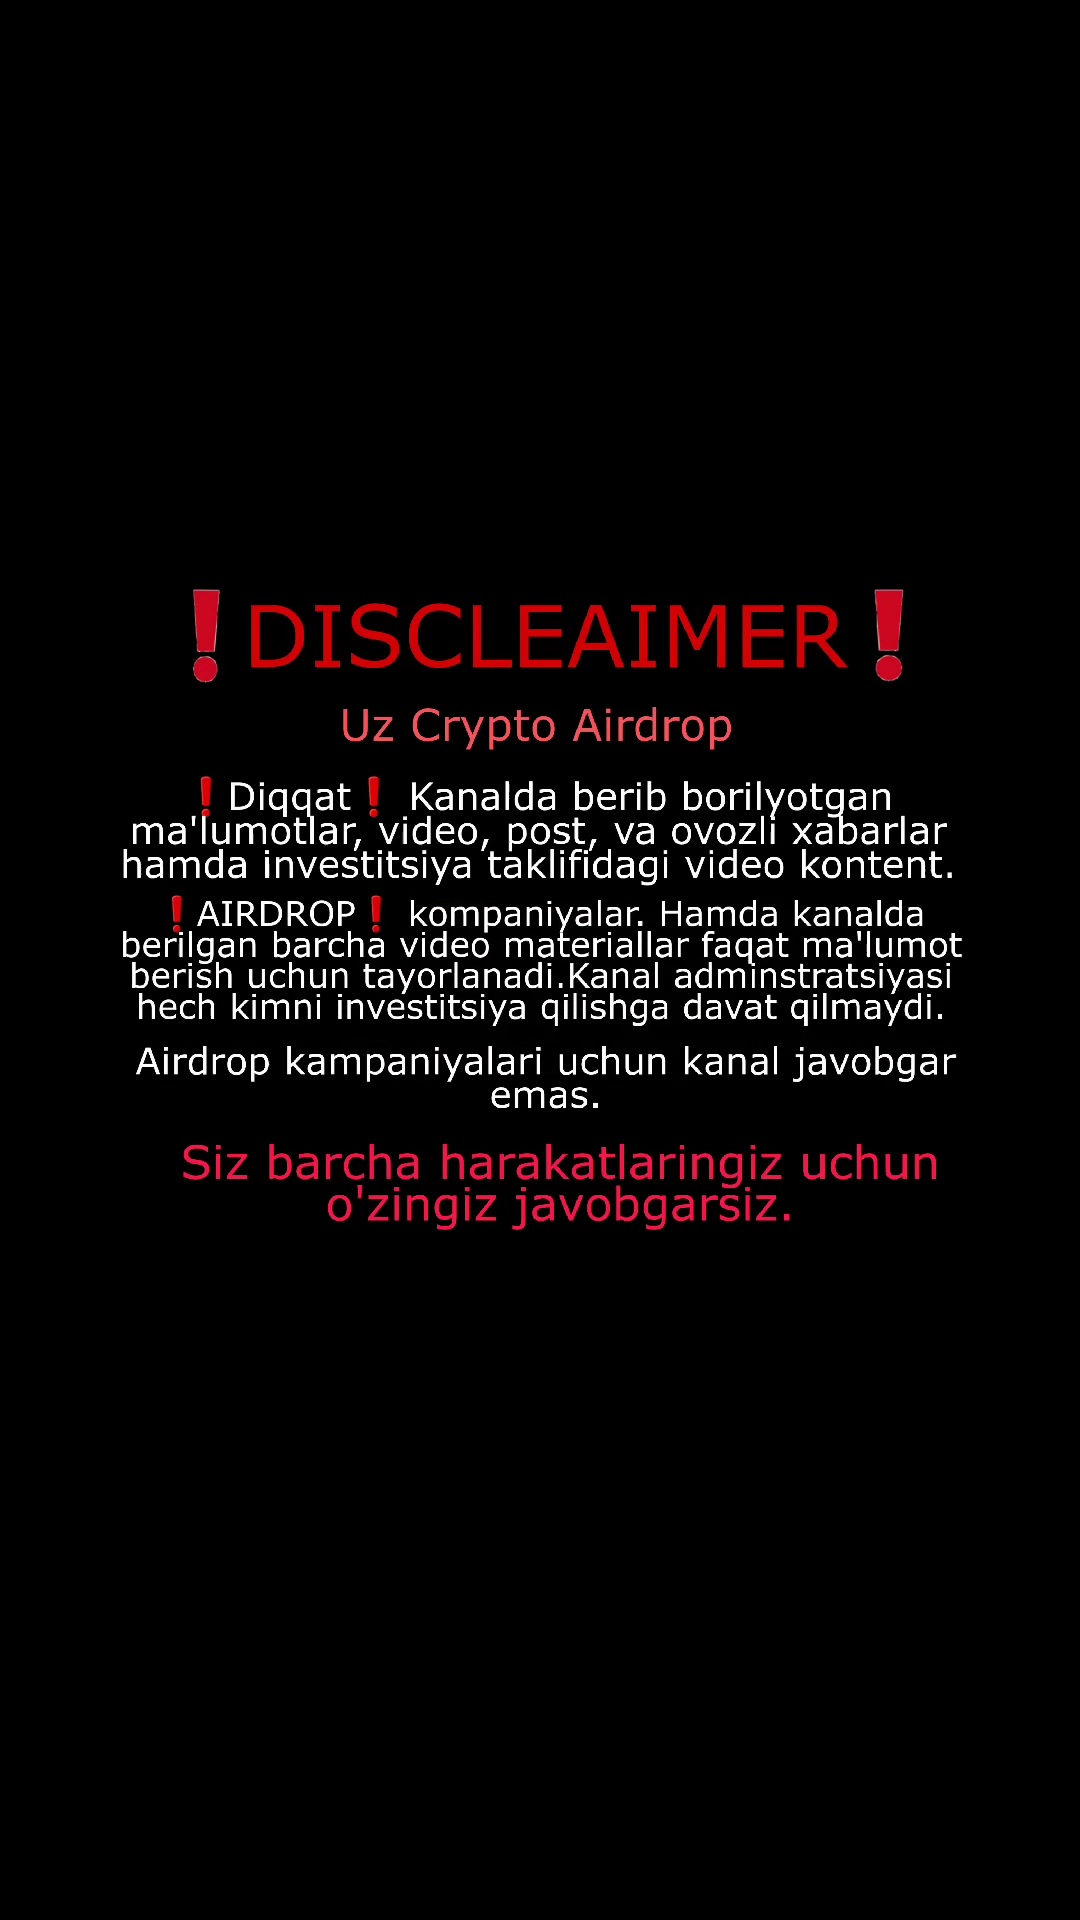 ❗DISCLEAIMER❗
Uz Crypto Airdrop
❗Diqqat❗ Kanalda berib borilyotgan
ma'lumotlar, video, post, va ovozli xabarlar
hamda investitsiya taklifidagi video kontent.
❗AIRDROP❗ kompaniyalar. Hamda kanalda
berilgan barcha video materiallar faqat ma'lumot
berish uchun tayorlanadi.Kanal adminstratsiyasi
hech kimni investitsiya qilishga davat qilmaydi.
Airdrop kampaniyalari uchun kanal javobgar
emas.
Siz barcha harakatlaringiz uchun
o'zingiz javobgarsiz.